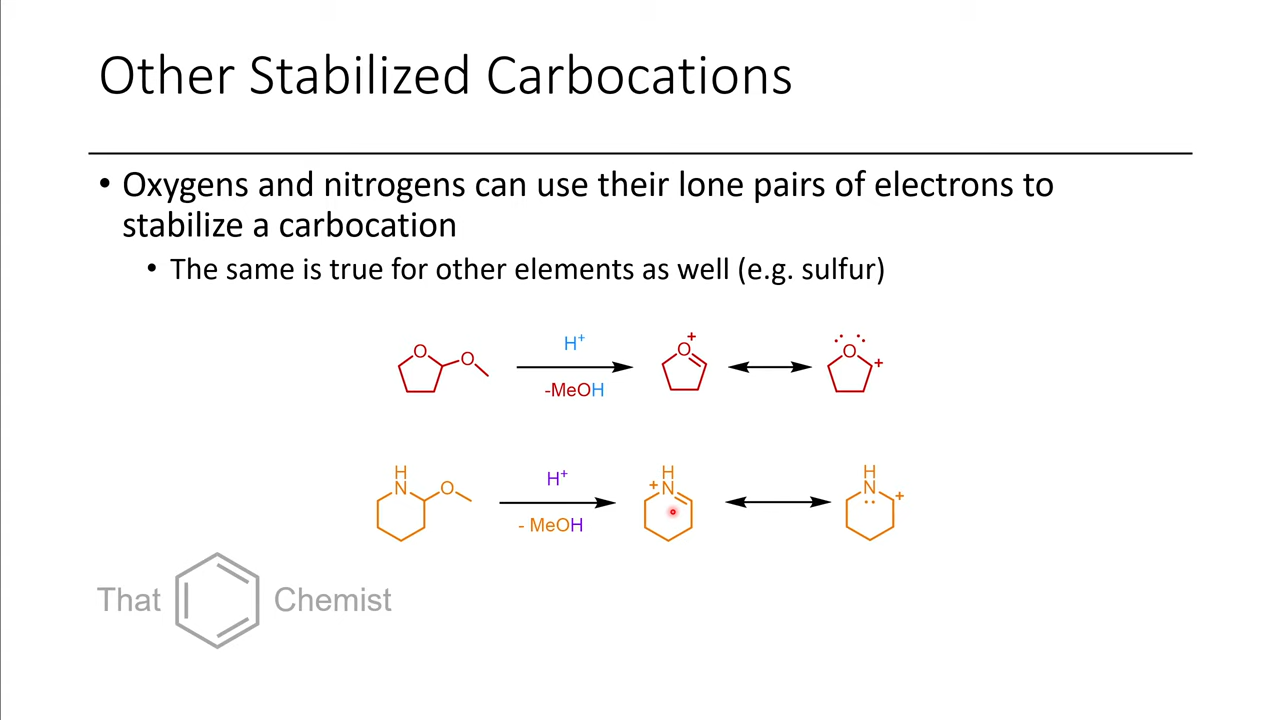 Other Stabilized Carbocations
• Oxygens and nitrogens can use their lone pairs of electrons to
stabilize a carbocation
• The same is true for other elements as well (e.g. sulfur)
O O H⁺ -MeOH O + O +
H N O H⁺ - MeOH H + N H N +
That Chemist